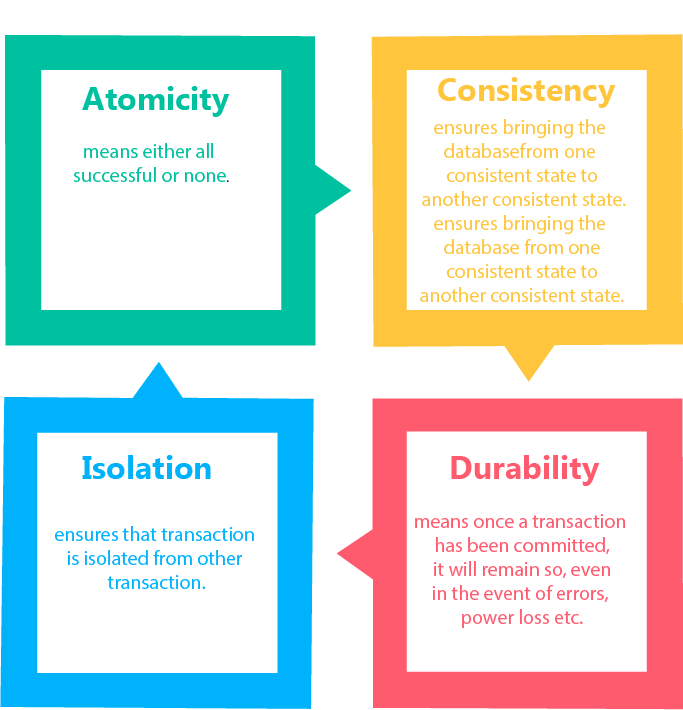 Atomicity
means either all
successful or none.
Consistency
ensures bringing the
databasefrom one
consistent state to
another consistent state.
ensures bringing the
database from one
consistent state to
another consistent state.
Isolation
ensures that transaction
is isolated from other
transaction.
Durability
means once a transaction
has been committed,
it will remain so, even
in the event of errors,
power loss etc.